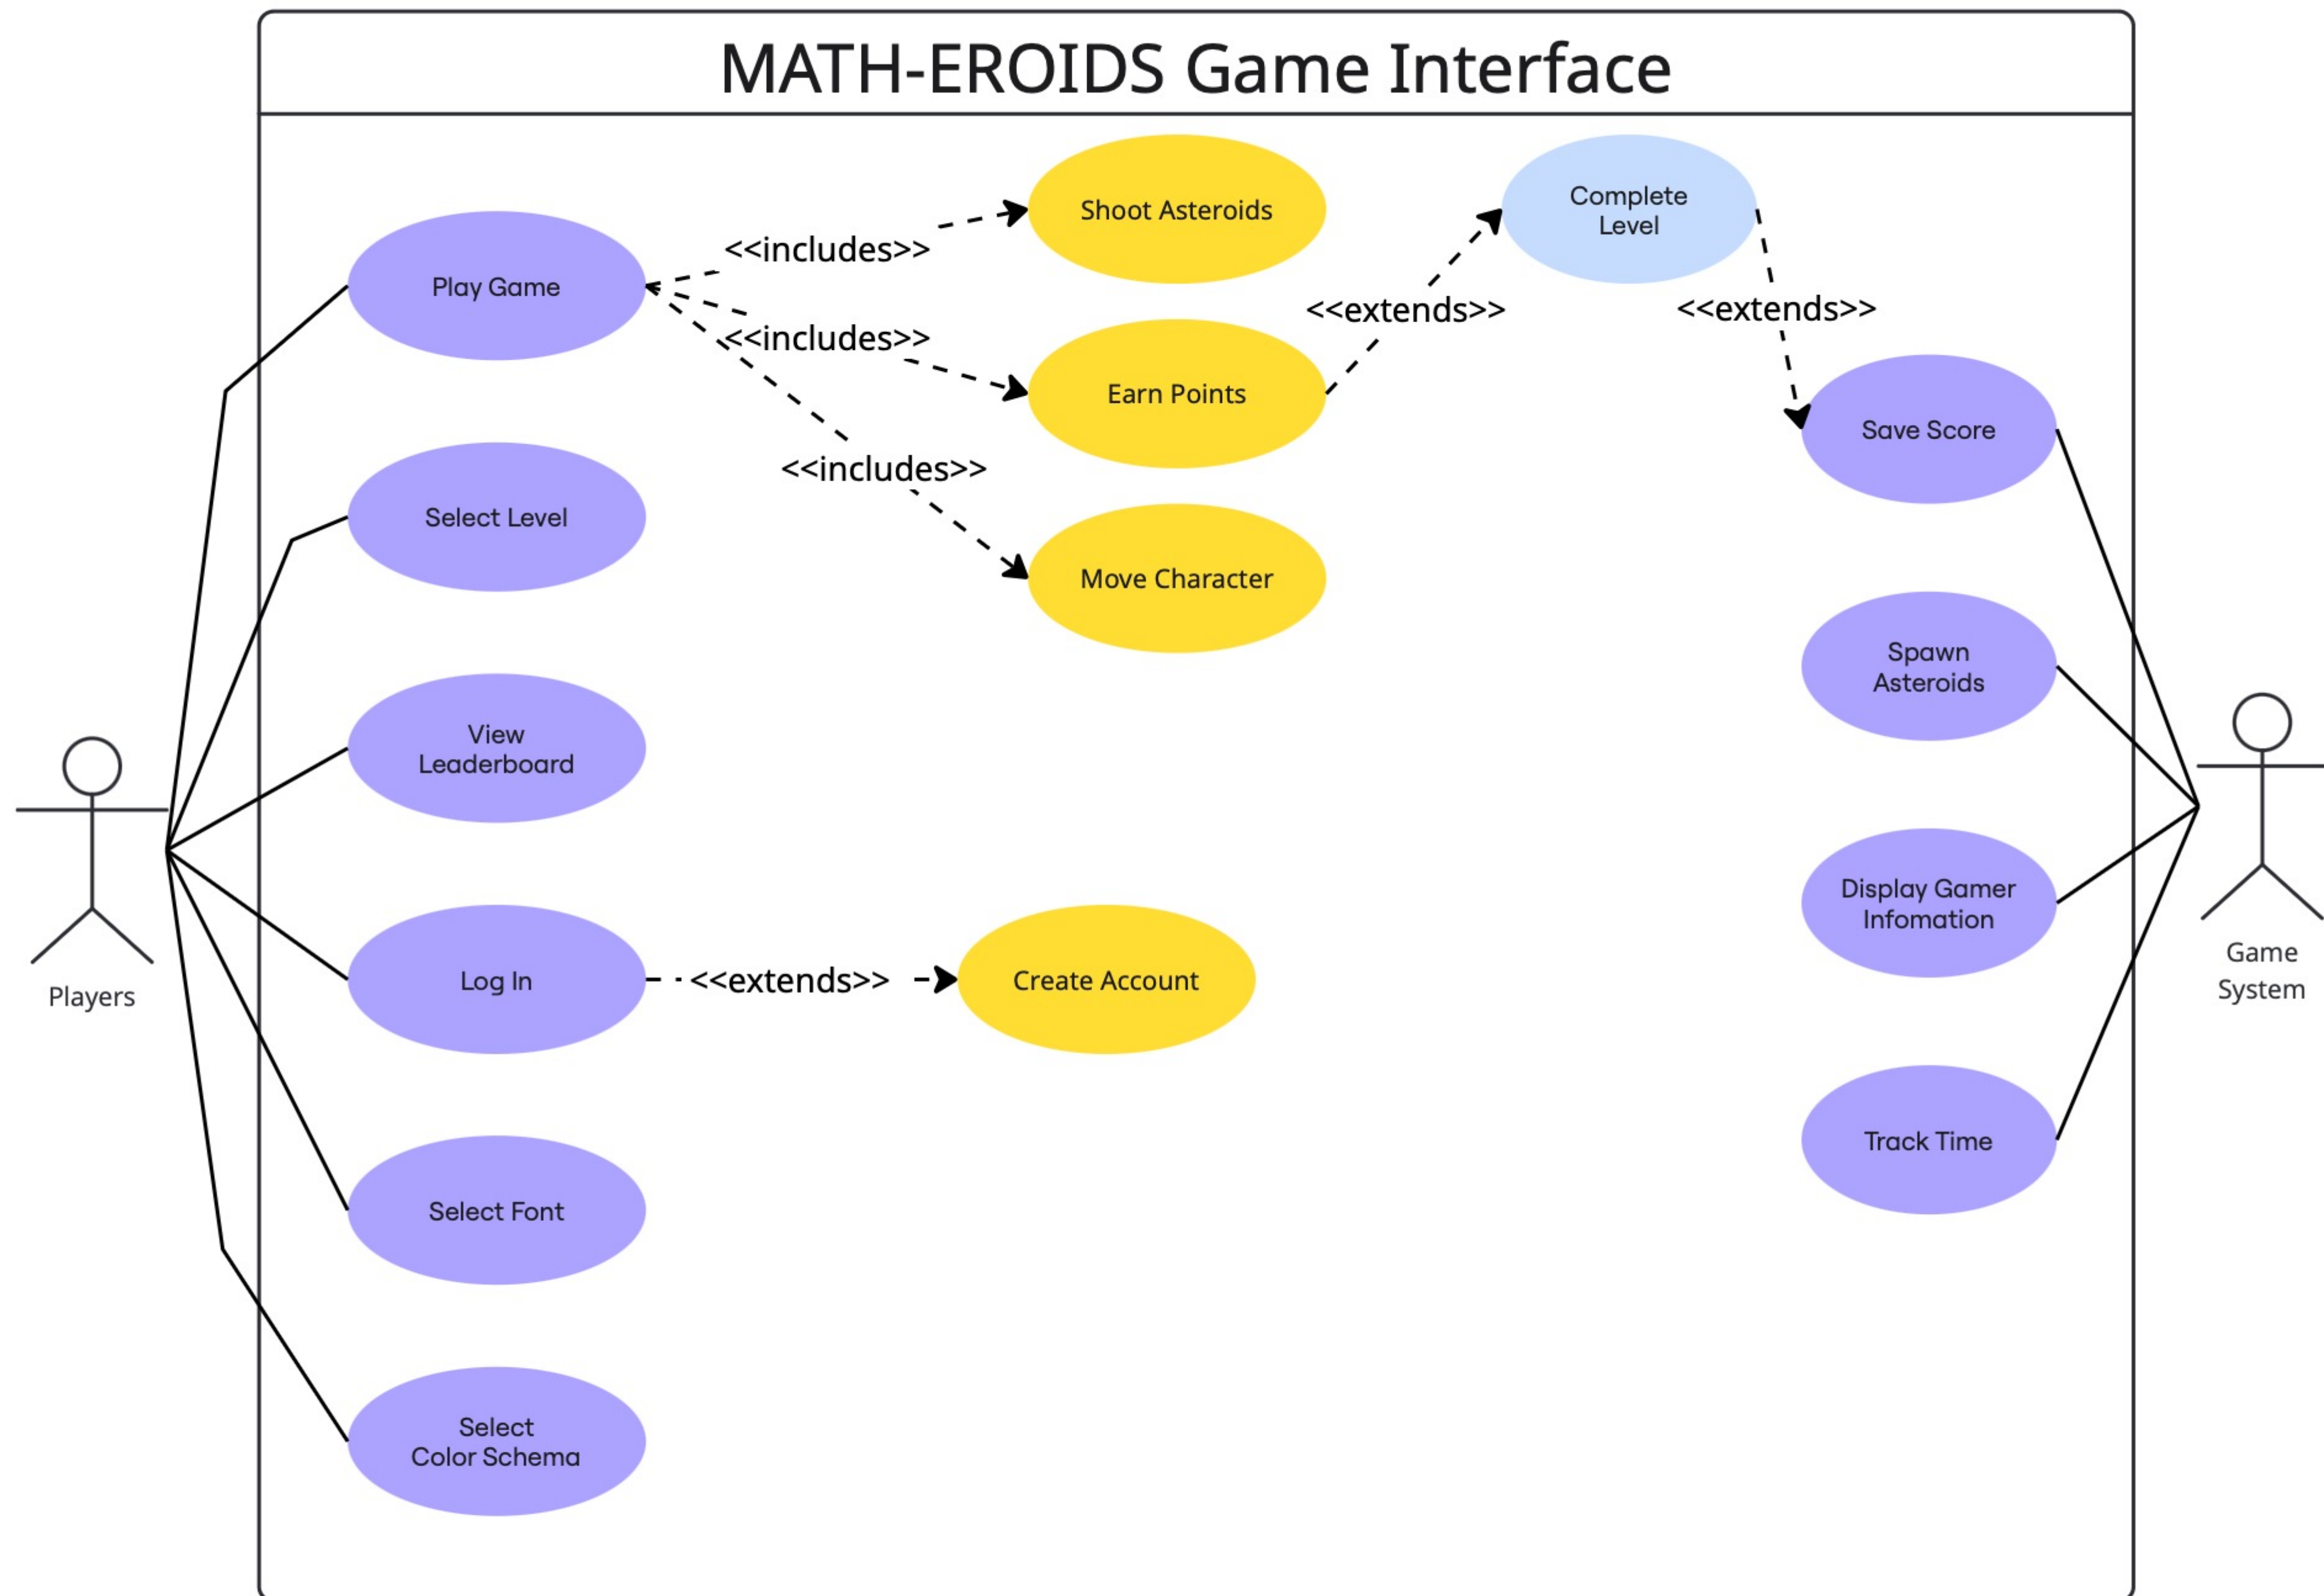 MATH-EROIDS Game Interface
Play Game
<<includes>>
Shoot Asteroids
<<includes>>
Earn Points
<<includes>>
Move Character
<<extends>>
Complete
Level
<<extends>>
Save Score
Select Level
View
Leaderboard
Log In
<<extends>>
Create Account
Select Font
Select
Color Schema
Spawn
Asteroids
Display Gamer
Infomation
Track Time
Players
Game
System